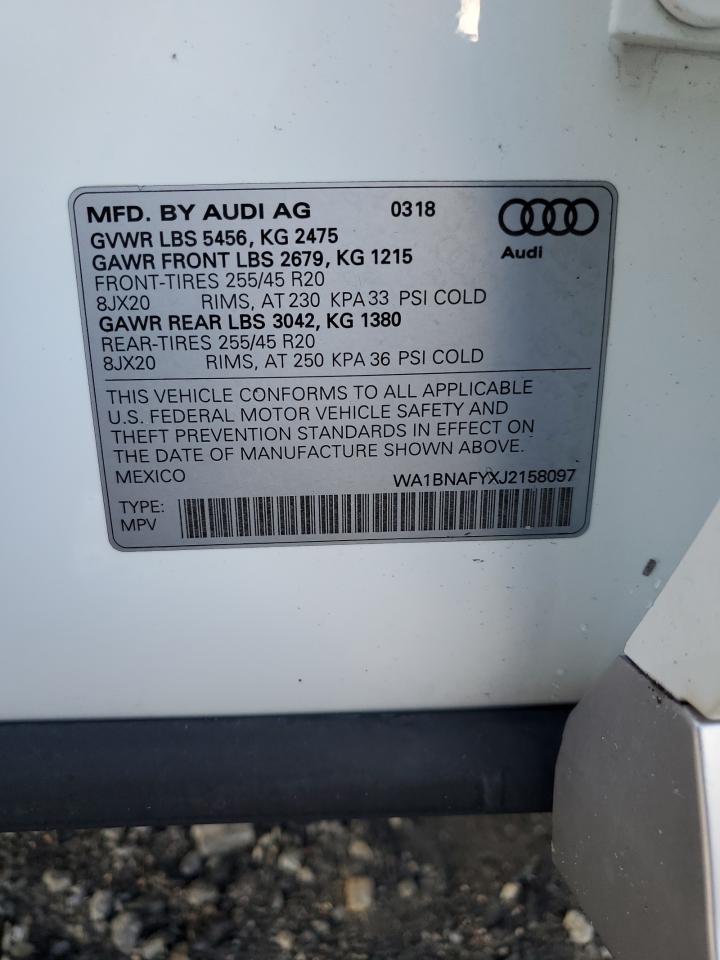 MFD. BY AUDI AG 0318
GVWR LBS 5456, KG 2475
Audi
GAWR FRONT LBS 2679, KG 1215
FRONT-TIRES 255/45 R20
8JX20 RIMS, AT 230 KPA 33 PSI COLD
GAWR REAR LBS 3042, KG 1380
REAR-TIRES 255/45 R20
8JX20 RIMS, AT 250 KPA 36 PSI COLD
THIS VEHICLE CONFORMS TO ALL APPLICABLE
U.S. FEDERAL MOTOR VEHICLE SAFETY AND
THEFT PREVENTION STANDARDS IN EFFECT ON
THE DATE OF MANUFACTURE SHOWN ABOVE.
MEXICO WA1BNAFYXJ2158097
TYPE:
MPV